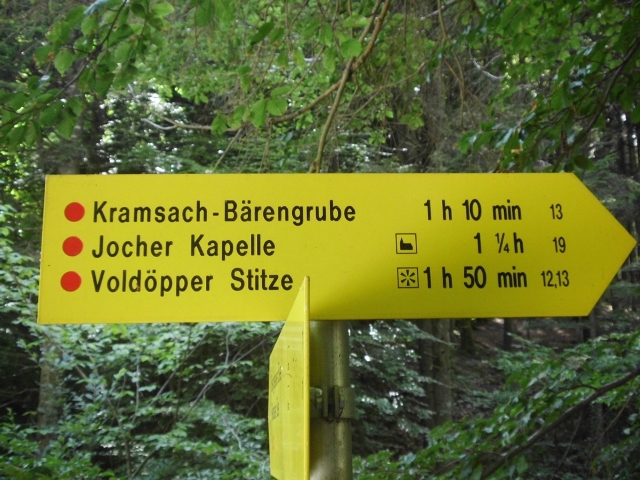 Kramsach-Bärengrube 1 h 10 min 13
Jocher Kapelle 1 ¼ h 19
Voldöpper Stitze 1 h 50 min 12,13